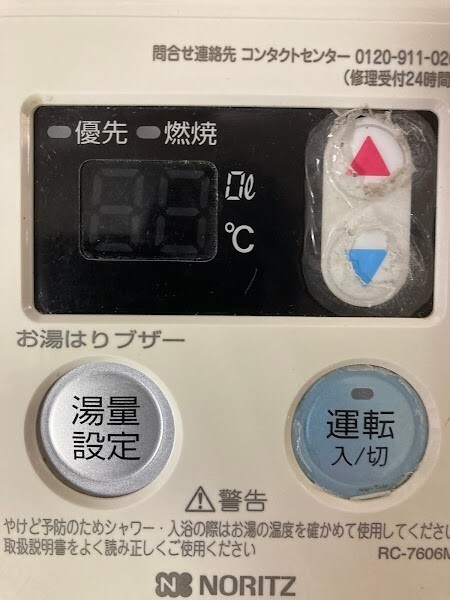 問合せ連絡先 コンタクトセンター 0120-911-026
(修理受付24時間
優先 燃焼
0ℓ
℃
お湯はりブザー
湯量
設定
運転
入/切
⚠警告
やけど予防のためシャワー・入浴の際はお湯の温度を確かめて使用してくださ
取扱説明書をよく読み正しくご使用ください
RC-7606M
NORITZ